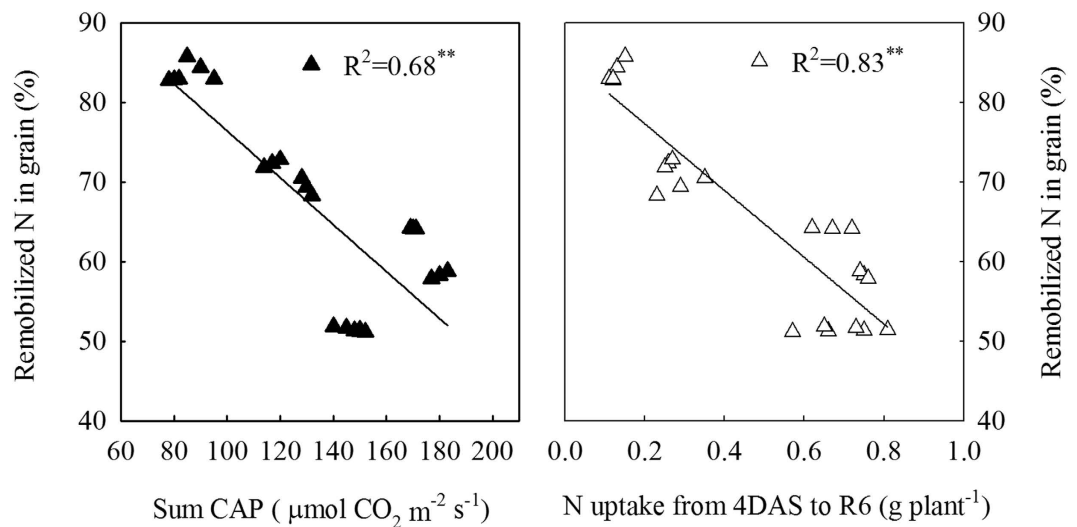 90
80
70
60
50
40
Remobilized N in grain (%)
R²=0.68**
60 80 100 120 140 160 180 200
Sum CAP ( μmol CO₂ m⁻² s⁻¹)
R²=0.83**
90
80
70
60
50
40
Remobilized N in grain (%)
0.0 0.2 0.4 0.6 0.8 1.0
N uptake from 4DAS to R6 (g plant⁻¹)